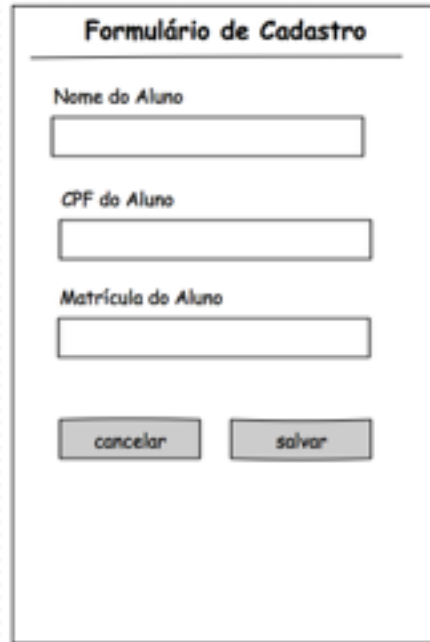 Formulário de Cadastro
Nome do Aluno
CPF do Aluno
Matrícula do Aluno
cancelar salvar